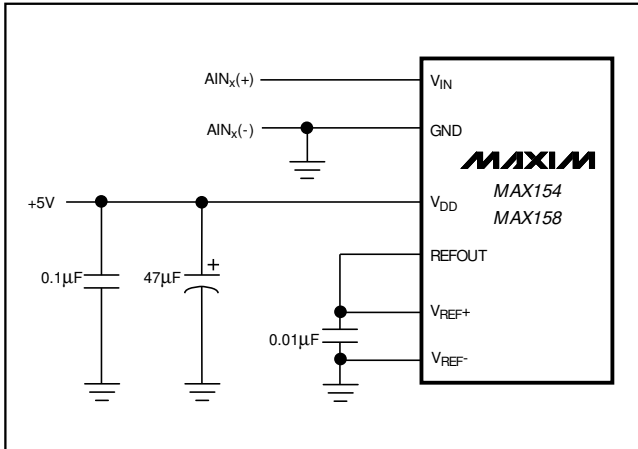 AINx(+)
VIN
AINx(-)
GND
MAXIM
MAX154
MAX158
+5V
VDD
REFOUT
0.1µF
47µF
+
VREF+
0.01µF
VREF-